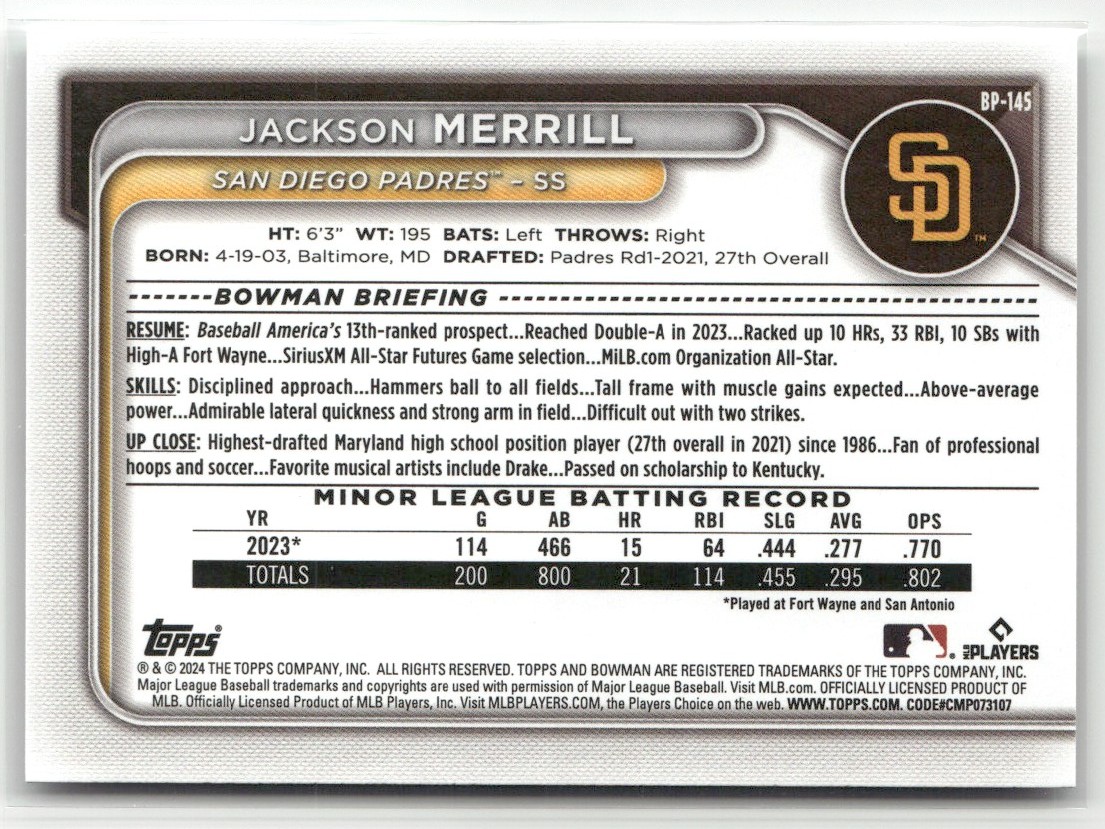 BP-145
JACKSON MERRILL
SD™
SAN DIEGO PADRES™ - SS
HT: 6'3" WT: 195 BATS: Left THROWS: Right
BORN: 4-19-03, Baltimore, MD DRAFTED: Padres Rd1-2021, 27th Overall
BOWMAN BRIEFING
RESUME: Baseball America's 13th-ranked prospect...Reached Double-A in 2023...Racked up 10 HRs, 33 RBI, 10 SBs with
High-A Fort Wayne...SiriusXM All-Star Futures Game selection...MiLB.com Organization All-Star.
SKILLS: Disciplined approach...Hammers ball to all fields...Tall frame with muscle gains expected...Above-average
power...Admirable lateral quickness and strong arm in field...Difficult out with two strikes.
UP CLOSE: Highest-drafted Maryland high school position player (27th overall in 2021) since 1986...Fan of professional
hoops and soccer...Favorite musical artists include Drake...Passed on scholarship to Kentucky.
MINOR LEAGUE BATTING RECORD
YR G AB HR RBI SLG AVG OPS
2023* 114 466 15 64 .444 .277 .770
TOTALS 200 800 21 114 .455 .295 .802
*Played at Fort Wayne and San Antonio
Topps®
MLB PLAYERS
® & © 2024 THE TOPPS COMPANY, INC. ALL RIGHTS RESERVED. TOPPS AND BOWMAN ARE REGISTERED TRADEMARKS OF THE TOPPS COMPANY, INC.
Major League Baseball trademarks and copyrights are used with permission of Major League Baseball. Visit MLB.com. OFFICIALLY LICENSED PRODUCT OF
MLB. Officially Licensed Product of MLB Players, Inc. Visit MLBPLAYERS.COM, the Players Choice on the web. WWW.TOPPS.COM. CODE#CMP073107